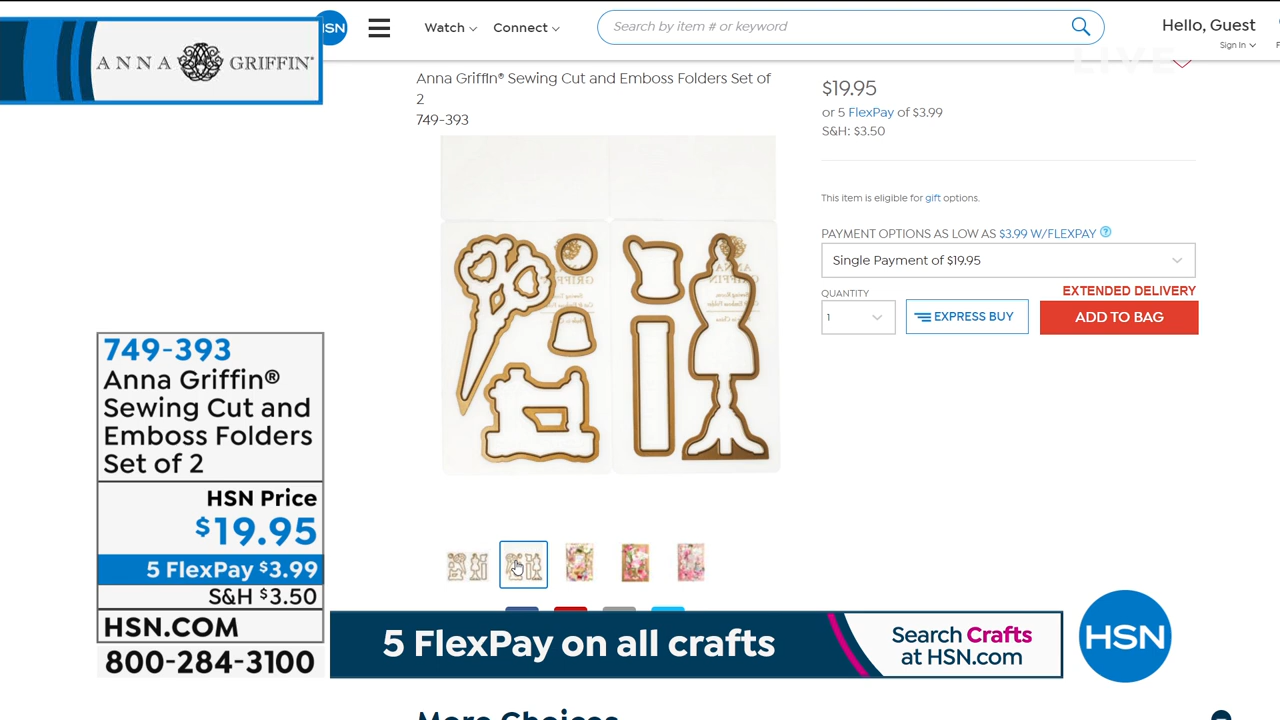 HSN
Watch
Connect
Search by item # or keyword
Hello, Guest
Sign In
LIVE
ANNA GRIFFIN
Anna Griffin® Sewing Cut and Emboss Folders Set of
2
749-393
$19.95
or 5 FlexPay of $3.99
S&H: $3.50
This item is eligible for gift options.
PAYMENT OPTIONS AS LOW AS $3.99 W/FLEXPAY ?
Single Payment of $19.95
QUANTITY
EXTENDED DELIVERY
1
EXPRESS BUY
ADD TO BAG
749-393
Anna Griffin®
Sewing Cut and
Emboss Folders
Set of 2
HSN Price
$19.95
5 FlexPay $3.99
S&H $3.50
HSN.COM
800-284-3100
5 FlexPay on all crafts
Search Crafts
at HSN.com
HSN
More Choices